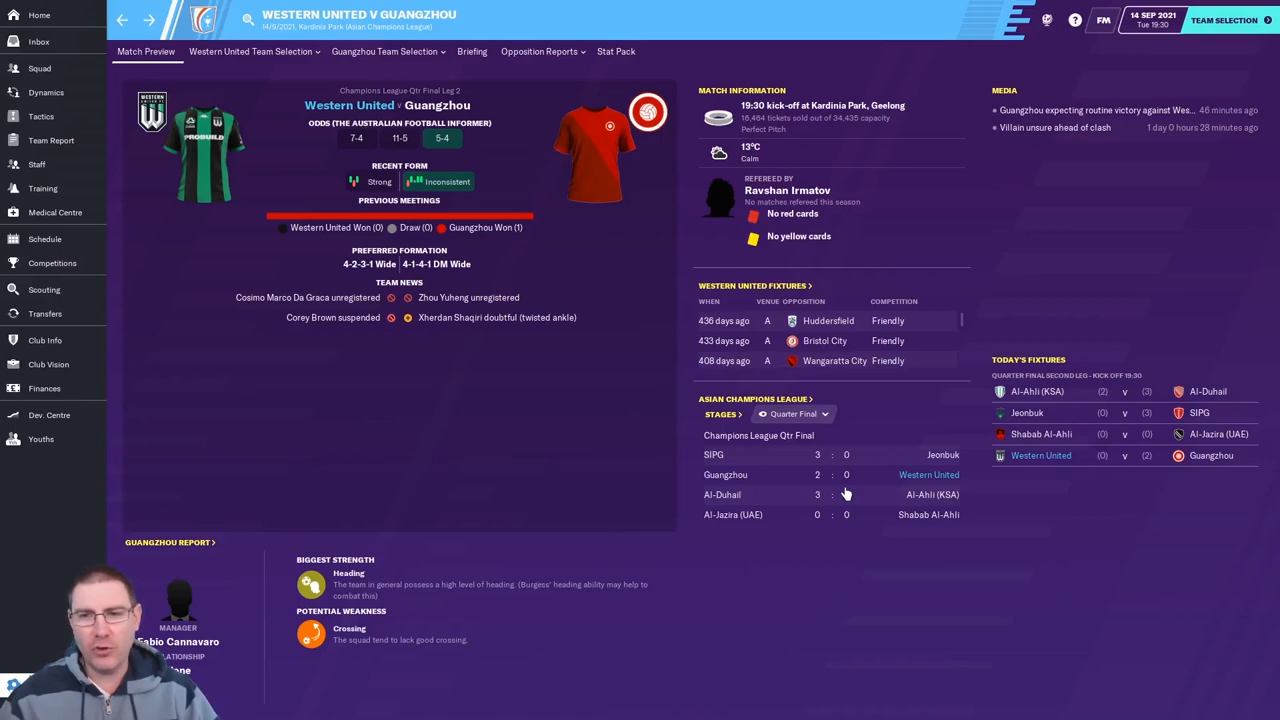 Home
Inbox
Squad
Dynamics
Tactics
Team Report
Staff
Training
Medical Centre
Schedule
Competitions
Scouting
Transfers
Club Info
Club Vision
Finances
Dev. Centre
Youths
WESTERN UNITED V GUANGZHOU
14/9/2021, Kardinia Park (Asian Champions League)
FM
14 SEP 2021
Tue 19:30
TEAM SELECTION
Match Preview
Western United Team Selection
Guangzhou Team Selection
Briefing
Opposition Reports
Stat Pack
Champions League Qtr Final Leg 2
Western United v Guangzhou
ODDS (THE AUSTRALIAN FOOTBALL INFORMER)
7-4 11-5 5-4
RECENT FORM
Strong Inconsistent
PREVIOUS MEETINGS
Western United Won (0) Draw (0) Guangzhou Won (1)
PREFERRED FORMATION
4-2-3-1 Wide 4-1-4-1 DM Wide
TEAM NEWS
Cosimo Marco Da Graca unregistered Zhou Yuheng unregistered
Corey Brown suspended Xherdan Shaqiri doubtful (twisted ankle)
PROBUILD
GUANGZHOU REPORT >
MANAGER
Fabio Cannavaro
BIGGEST STRENGTH
Heading
The team in general possess a high level of heading. (Burgess' heading ability may help to
combat this)
POTENTIAL WEAKNESS
Crossing
The squad tend to lack good crossing.
MATCH INFORMATION
19:30 kick-off at Kardinia Park, Geelong
16,464 tickets sold out of 34,435 capacity
Perfect Pitch
13°C
Calm
REFEREED BY
Ravshan Irmatov
No matches refereed this season
No red cards
No yellow cards
WESTERN UNITED FIXTURES >
WHEN VENUE OPPOSITION COMPETITION
436 days ago A Huddersfield Friendly
433 days ago A Bristol City Friendly
408 days ago A Wangaratta City Friendly
ASIAN CHAMPIONS LEAGUE >
STAGES > Quarter Final
Champions League Qtr Final
SIPG 3 : 0 Jeonbuk
Guangzhou 2 : 0 Western United
Al-Duhail 3 : Al-Ahli (KSA)
Al-Jazira (UAE) 0 : 0 Shabab Al-Ahli
MEDIA
Guangzhou expecting routine victory against Wes... 46 minutes ago
Villain unsure ahead of clash 1 day 0 hours 28 minutes ago
TODAY'S FIXTURES
QUARTER FINAL SECOND LEG - KICK OFF 19:30
Al-Ahli (KSA) (2) v (3) Al-Duhail
Jeonbuk (0) v (3) SIPG
Shabab Al-Ahli (0) v (0) Al-Jazira (UAE)
Western United (0) v (2) Guangzhou